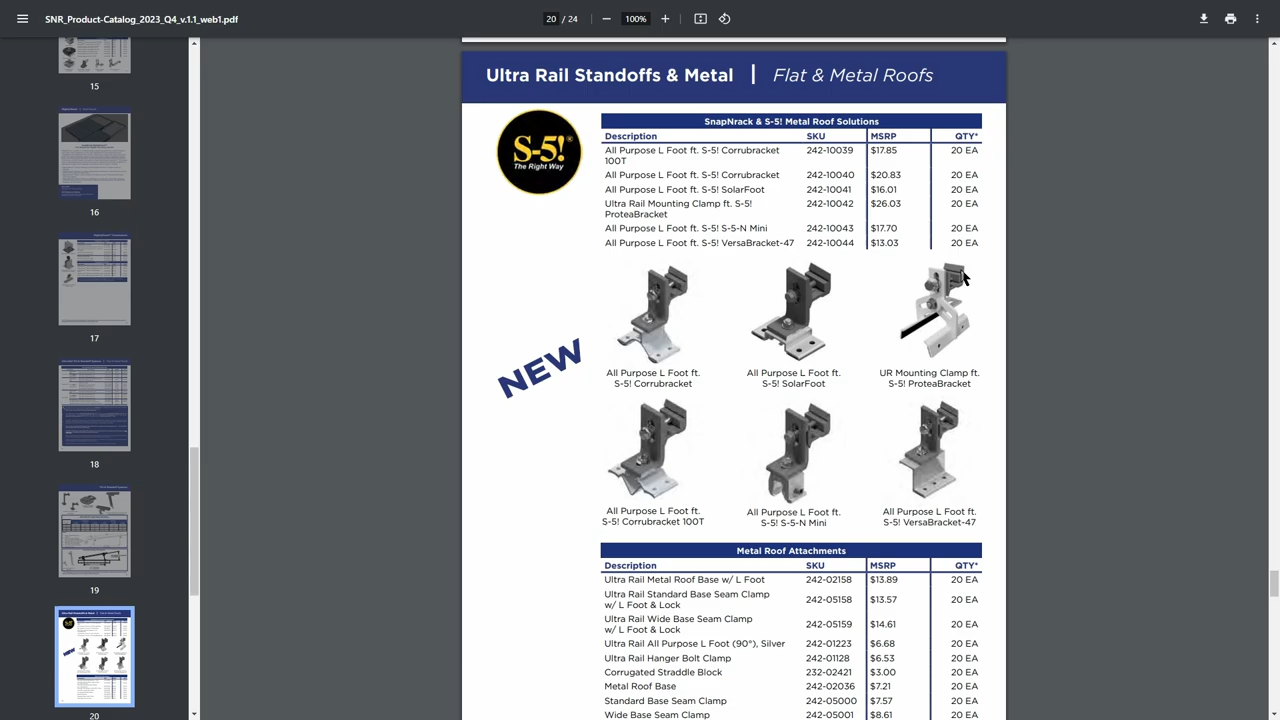 SNR_Product-Catalog_2023_Q4_v.1.1_web1.pdf
20 / 24
100%
15
16
17
18
19
20
Ultra Rail Standoffs & Metal | Flat & Metal Roofs
S-5!®
The Right Way
SnapNrack & S-5! Metal Roof Solutions
Description SKU MSRP QTY*
All Purpose L Foot ft. S-5! Corrubracket 242-10039 $17.85 20 EA
100T
All Purpose L Foot ft. S-5! Corrubracket 242-10040 $20.83 20 EA
All Purpose L Foot ft. S-5! SolarFoot 242-10041 $16.01 20 EA
Ultra Rail Mounting Clamp ft. S-5! 242-10042 $26.03 20 EA
ProteaBracket
All Purpose L Foot ft. S-5! S-5-N Mini 242-10043 $17.70 20 EA
All Purpose L Foot ft. S-5! VersaBracket-47 242-10044 $13.03 20 EA
NEW
All Purpose L Foot ft.
S-5! Corrubracket
All Purpose L Foot ft.
S-5! SolarFoot
UR Mounting Clamp ft.
S-5! ProteaBracket
All Purpose L Foot ft.
S-5! Corrubracket 100T
All Purpose L Foot ft.
S-5! S-5-N Mini
All Purpose L Foot ft.
S-5! VersaBracket-47
Metal Roof Attachments
Description SKU MSRP QTY*
Ultra Rail Metal Roof Base w/ L Foot 242-02158 $13.89 20 EA
Ultra Rail Standard Base Seam Clamp
w/ L Foot & Lock 242-05158 $13.57 20 EA
Ultra Rail Wide Base Seam Clamp
w/ L Foot & Lock 242-05159 $14.61 20 EA
Ultra Rail All Purpose L Foot (90°), Silver 242-01223 $6.68 20 EA
Ultra Rail Hanger Bolt Clamp 242-01128 $6.53 20 EA
Corrugated Straddle Block 232-02421 $3.00 20 EA
Metal Roof Base 242-02036 $7.21 20 EA
Standard Base Seam Clamp 242-05000 $7.57 20 EA
Wide Base Seam Clamp 242-05001 $8.61 20 EA